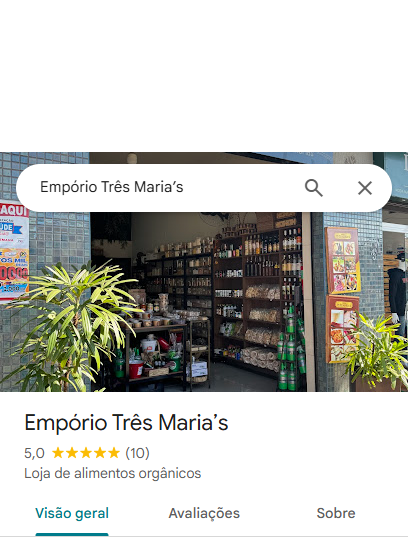 Empório Três Maria's
AQUI
Empório Três Maria's
5,0 ★★★★★ (10)
Loja de alimentos orgânicos
Visão geral Avaliações Sobre